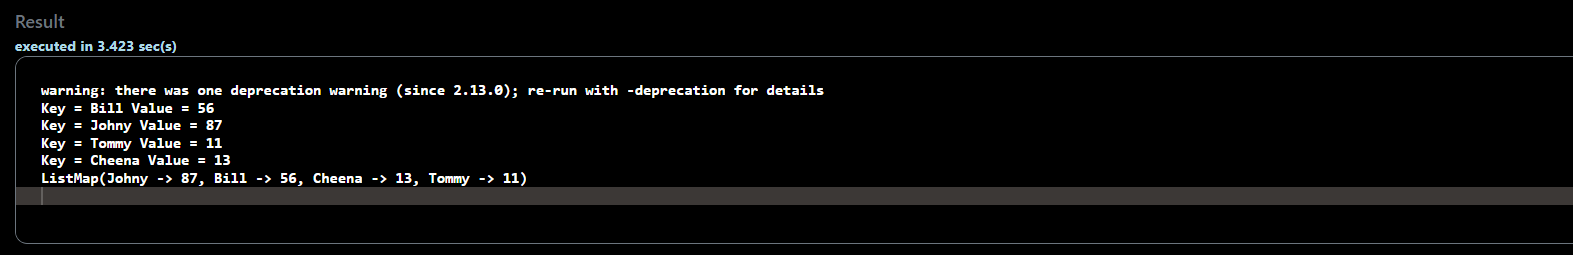 Result
executed in 3.423 sec(s)
warning: there was one deprecation warning (since 2.13.0); re-run with -deprecation for details
Key = Bill Value = 56
Key = Johny Value = 87
Key = Tommy Value = 11
Key = Cheena Value = 13
ListMap(Johny -> 87, Bill -> 56, Cheena -> 13, Tommy -> 11)